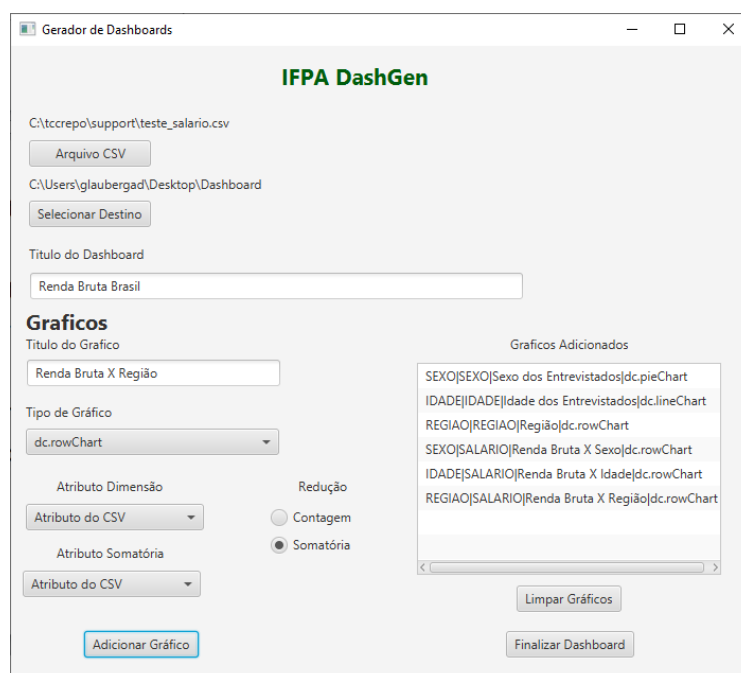 Gerador de Dashboards
IFPA DashGen
C:\tccrepo\support\teste_salario.csv
Arquivo CSV
C:\Users\glaubergad\Desktop\Dashboard
Selecionar Destino
Titulo do Dashboard
Renda Bruta Brasil
Graficos
Titulo do Grafico
Renda Bruta X Região
Tipo de Gráfico
dc.rowChart
Atributo Dimensão
Atributo do CSV
Atributo Somatória
Atributo do CSV
Redução
Contagem
Somatória
Adicionar Gráfico
Graficos Adicionados
SEXO|SEXO|Sexo dos Entrevistados|dc.pieChart
IDADE|IDADE|Idade dos Entrevistados|dc.lineChart
REGIAO|REGIAO|Região|dc.rowChart
SEXO|SALARIO|Renda Bruta X Sexo|dc.rowChart
IDADE|SALARIO|Renda Bruta X Idade|dc.rowChart
REGIAO|SALARIO|Renda Bruta X Região|dc.rowChart
Limpar Gráficos
Finalizar Dashboard